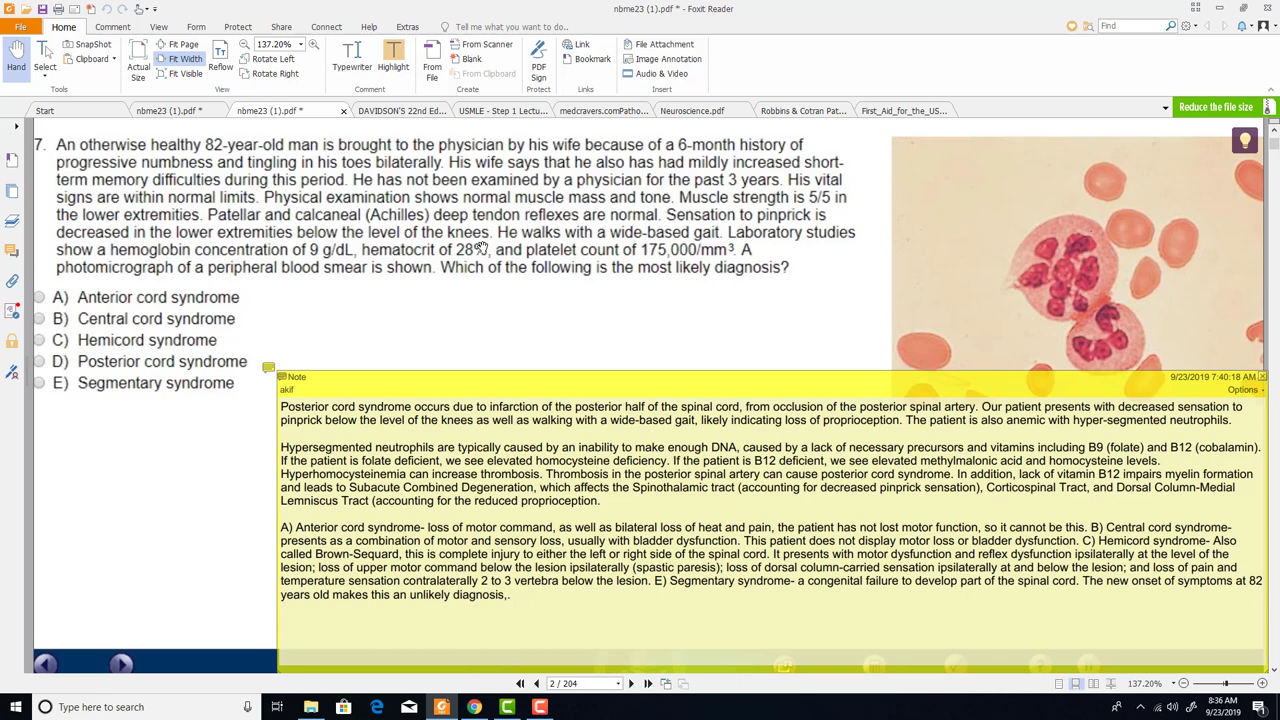 nbme23 (1).pdf * - Foxit Reader
File Home Comment View Form Protect Share Connect Help Extras Tell me what you want to do.. Find
Hand
Select
SnapShot
Clipboard
Tools
Actual Size
Fit Page
Fit Width
Fit Visible
Reflow
137.20%
Rotate Left
Rotate Right
View
Typewriter
Highlight
Comment
From File
From Scanner
Blank
From Clipboard
Create
PDF Sign
Protect
Link
Bookmark
Links
File Attachment
Image Annotation
Audio & Video
Insert
Start nbme23 (1).pdf * nbme23 (1).pdf * DAVIDSON'S 22nd Ed... USMLE - Step 1 Lectu... medcravers.comPatho... Neuroscience.pdf Robbins & Cotran Pat... First_Aid_for_the_US... Reduce the file size
7. An otherwise healthy 82-year-old man is brought to the physician by his wife because of a 6-month history of
progressive numbness and tingling in his toes bilaterally. His wife says that he also has had mildly increased short-
term memory difficulties during this period. He has not been examined by a physician for the past 3 years. His vital
signs are within normal limits. Physical examination shows normal muscle mass and tone. Muscle strength is 5/5 in
the lower extremities. Patellar and calcaneal (Achilles) deep tendon reflexes are normal. Sensation to pinprick is
decreased in the lower extremities below the level of the knees. He walks with a wide-based gait. Laboratory studies
show a hemoglobin concentration of 9 g/dL, hematocrit of 28%, and platelet count of 175,000/mm³. A
photomicrograph of a peripheral blood smear is shown. Which of the following is the most likely diagnosis?
A) Anterior cord syndrome
B) Central cord syndrome
C) Hemicord syndrome
D) Posterior cord syndrome
E) Segmentary syndrome
Note 9/23/2019 7:40:18 AM
akif Options
Posterior cord syndrome occurs due to infarction of the posterior half of the spinal cord, from occlusion of the posterior spinal artery. Our patient presents with decreased sensation to
pinprick below the level of the knees as well as walking with a wide-based gait, likely indicating loss of proprioception. The patient is also anemic with hyper-segmented neutrophils.
Hypersegmented neutrophils are typically caused by an inability to make enough DNA, caused by a lack of necessary precursors and vitamins including B9 (folate) and B12 (cobalamin).
If the patient is folate deficient, we see elevated homocysteine deficiency. If the patient is B12 deficient, we see elevated methylmalonic acid and homocysteine levels.
Hyperhomocysteinemia can increase thrombosis. Thrombosis in the posterior spinal artery can cause posterior cord syndrome. In addition, lack of vitamin B12 impairs myelin formation
and leads to Subacute Combined Degeneration, which affects the Spinothalamic tract (accounting for decreased pinprick sensation), Corticospinal Tract, and Dorsal Column-Medial
Lemniscus Tract (accounting for the reduced proprioception.
A) Anterior cord syndrome- loss of motor command, as well as bilateral loss of heat and pain, the patient has not lost motor function, so it cannot be this. B) Central cord syndrome-
presents as a combination of motor and sensory loss, usually with bladder dysfunction. This patient does not display motor loss or bladder dysfunction. C) Hemicord syndrome- Also
called Brown-Sequard, this is complete injury to either the left or right side of the spinal cord. It presents with motor dysfunction and reflex dysfunction ipsilaterally at the level of the
lesion; loss of upper motor command below the lesion ipsilaterally (spastic paresis); loss of dorsal column-carried sensation ipsilaterally at and below the lesion; and loss of pain and
temperature sensation contralaterally 2 to 3 vertebra below the lesion. E) Segmentary syndrome- a congenital failure to develop part of the spinal cord. The new onset of symptoms at 82
years old makes this an unlikely diagnosis,.
2 / 204
137.20%
Type here to search
8:36 AM
9/23/2019